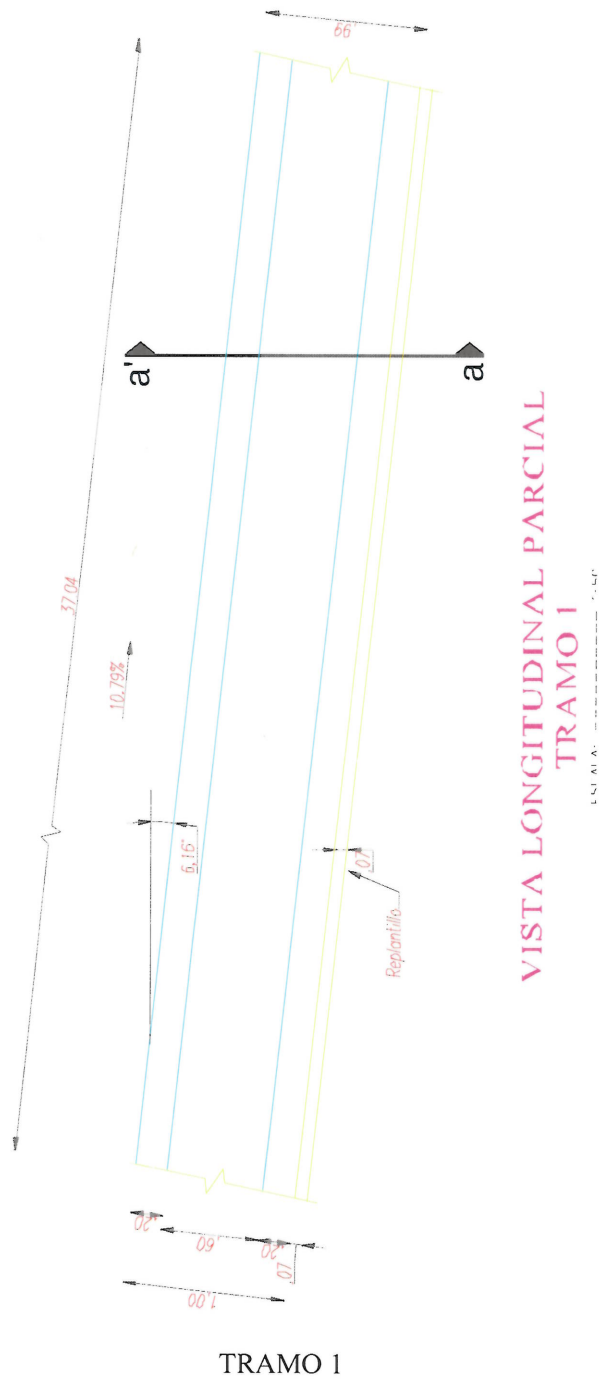 .99
37.04
a'
a
10.79%
6,16°
.07
Replantillo
.20
.60
.20
.07
1.00
VISTA LONGITUDINAL PARCIAL
TRAMO 1
TRAMO 1